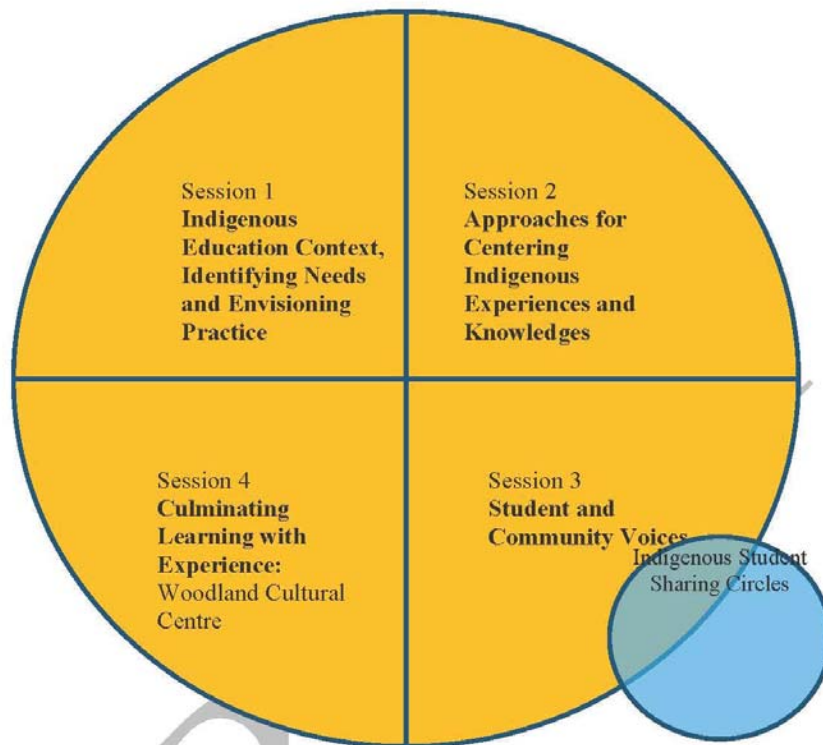 Session 1
Indigenous
Education Context,
Identifying Needs
and Envisioning
Practice
Session 2
Approaches for
Centering
Indigenous
Experiences and
Knowledges
Session 4
Culminating
Learning with
Experience:
Woodland Cultural
Centre
Session 3
Student and
Community Voices
Indigenous Student
Sharing Circles